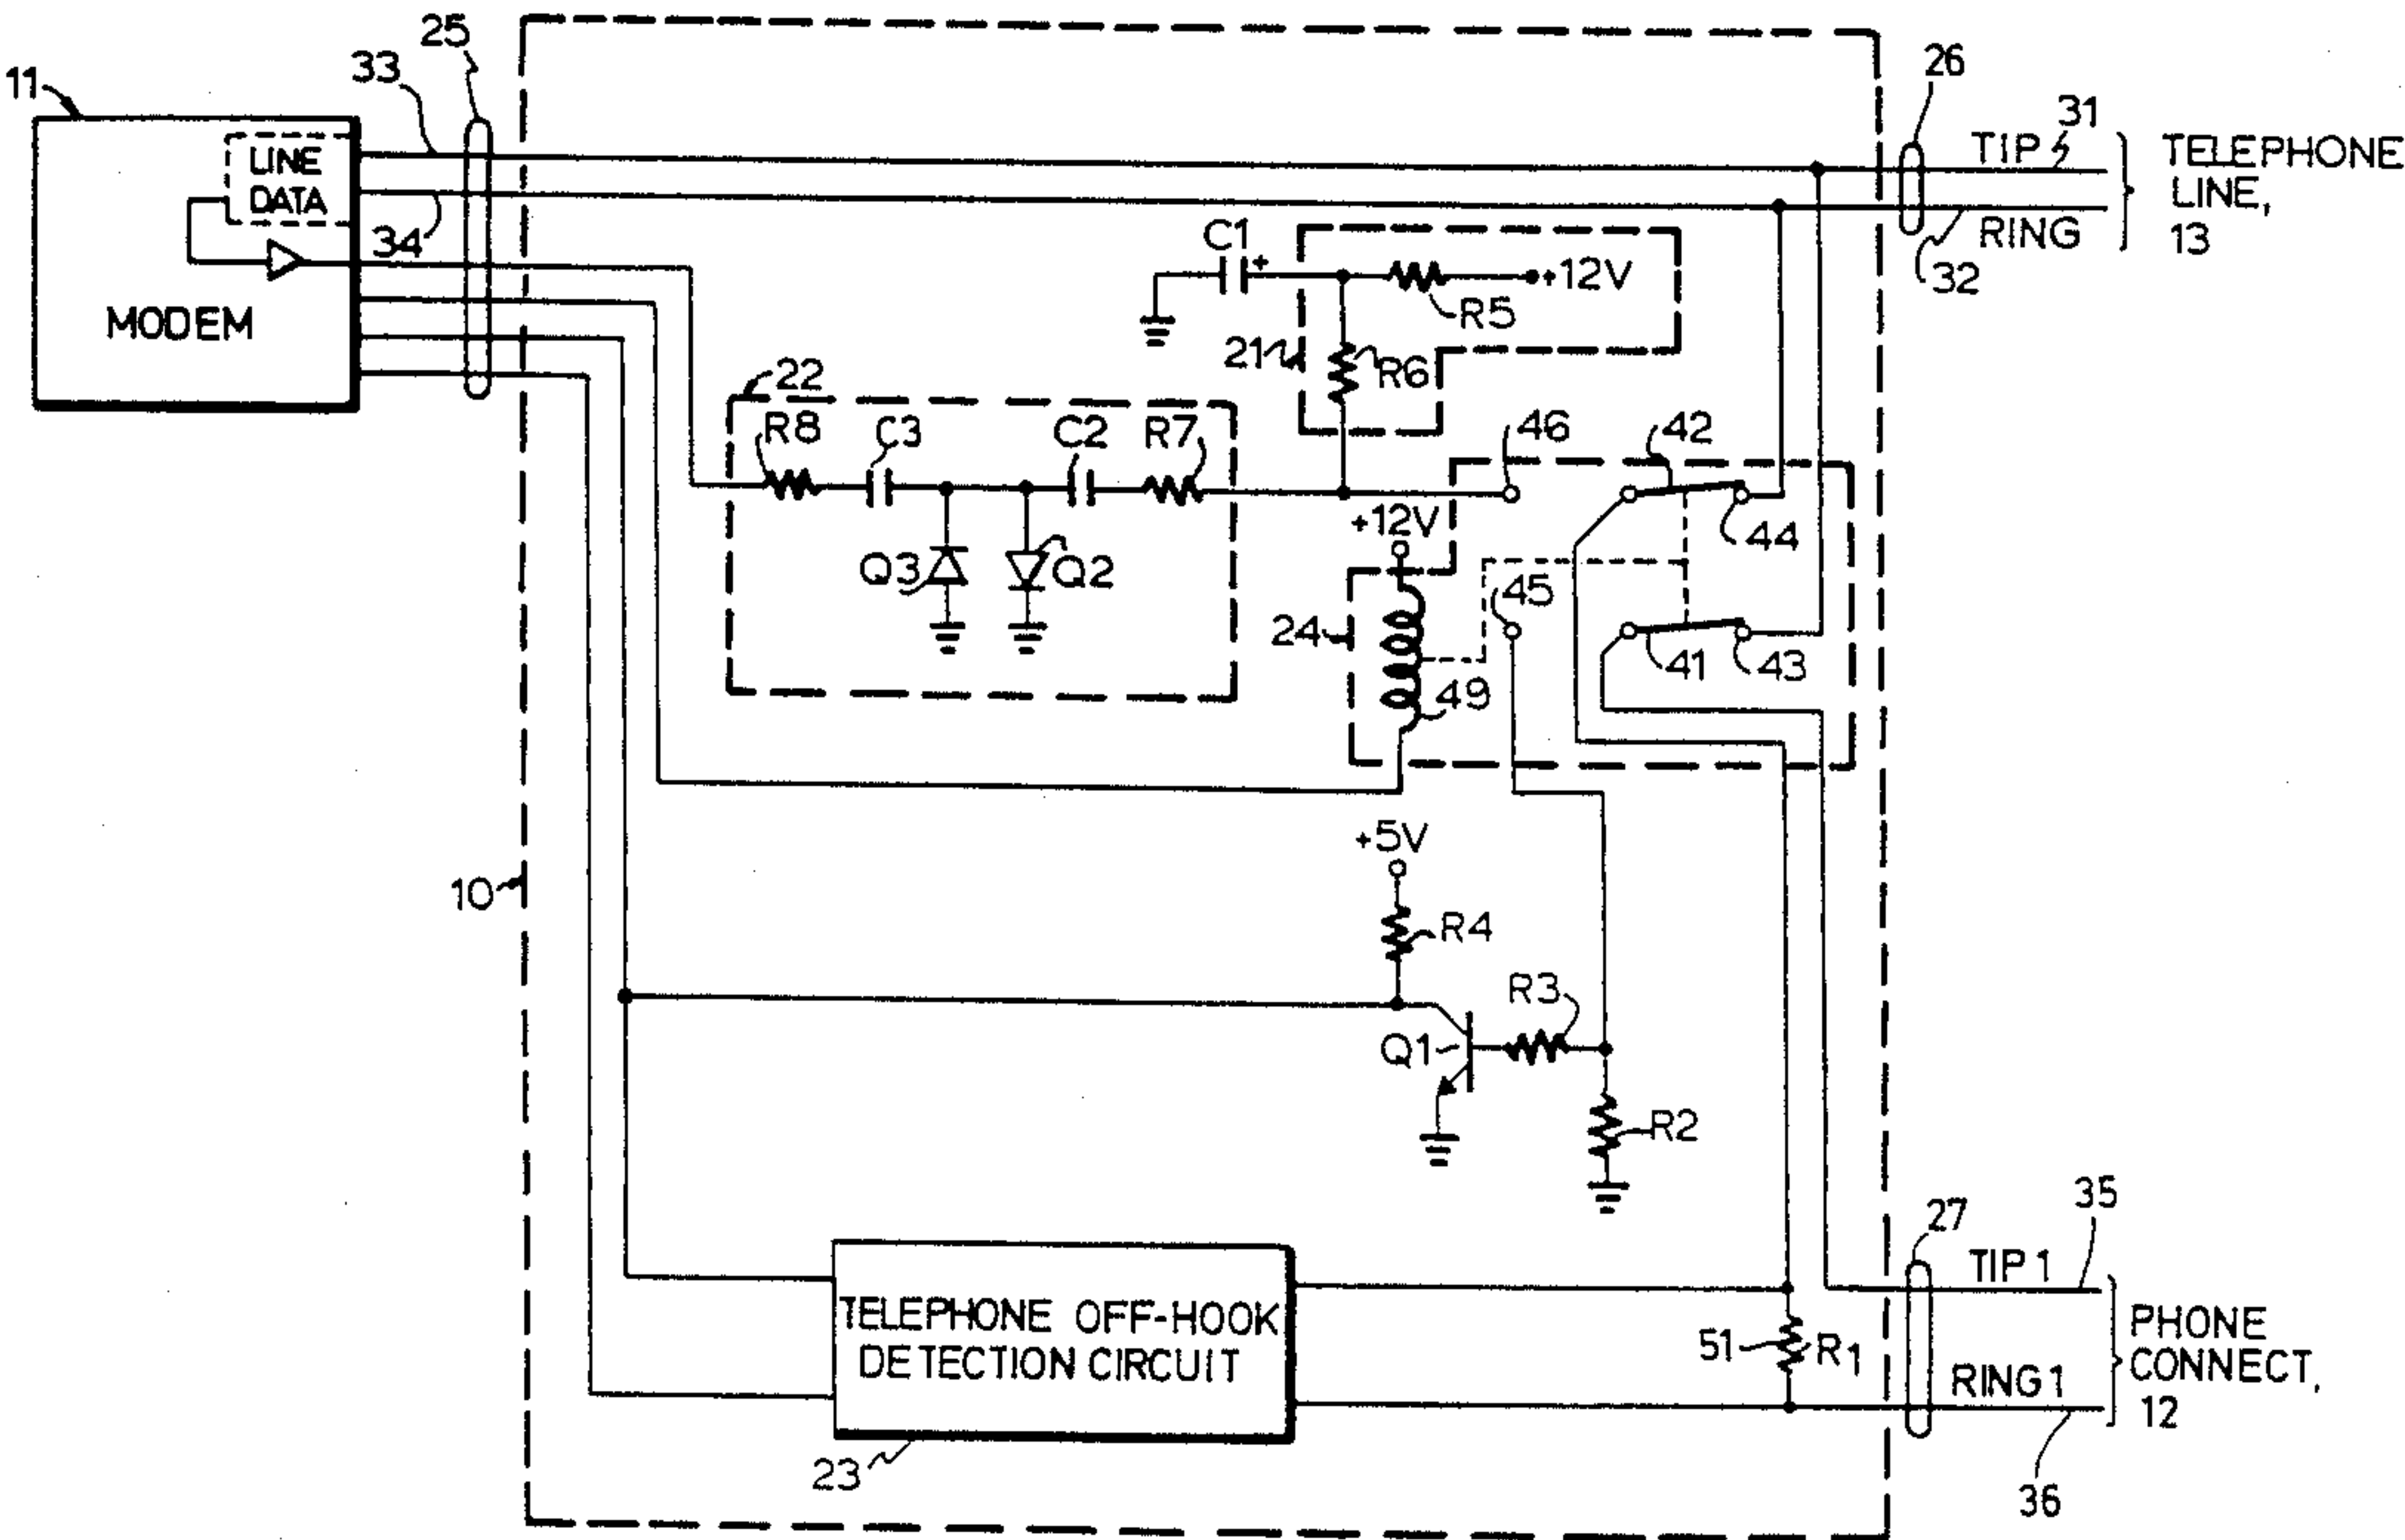 11
33
25
26
LINE
DATA
34
MODEM
TIP
31
TELEPHONE
LINE,
13
RING
32
C1
+
+12V
R5
21
R6
22
R8
C3
C2
R7
46
42
+12V
44
Q3
Q2
45
24
41
43
49
+5V
10
R4
R3
Q1
R2
27
35
TIP 1
TELEPHONE OFF-HOOK
DETECTION CIRCUIT
51
R1
PHONE
CONNECT,
12
RING 1
23
36